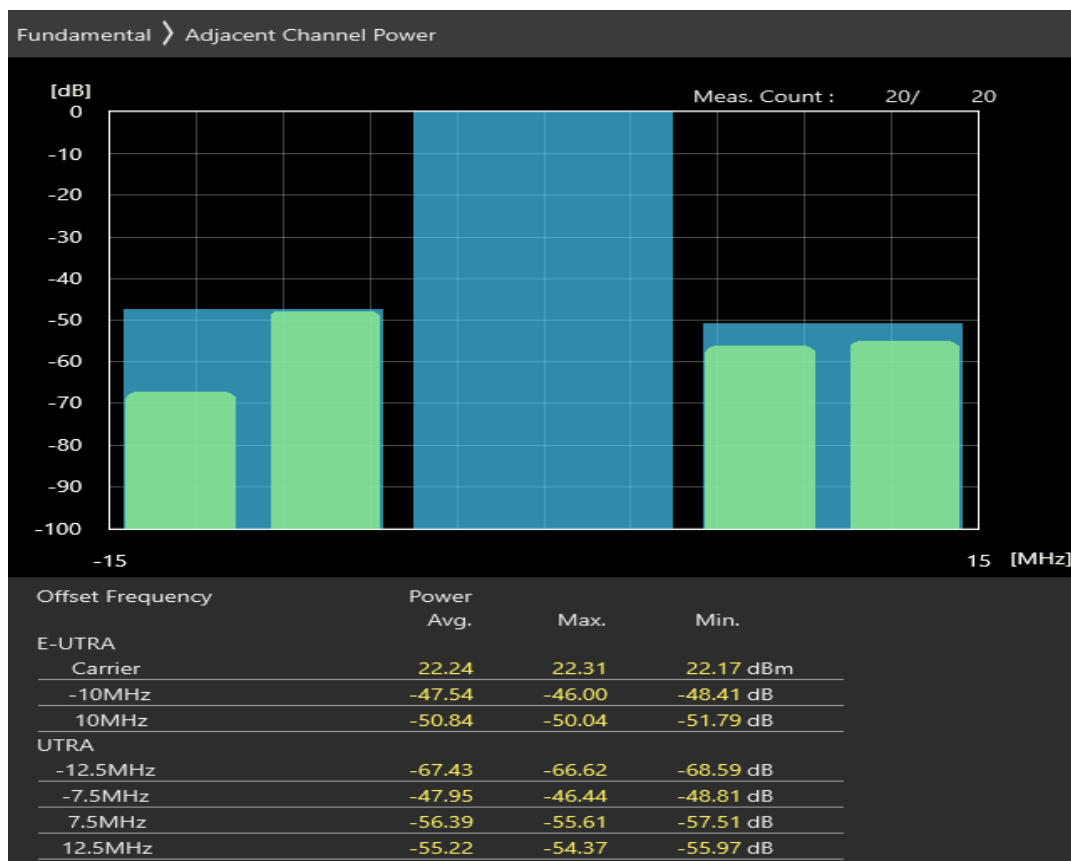 Fundamental 〉 Adjacent Channel Power
[dB]
Meas. Count : 20/ 20
0
-10
-20
-30
-40
-50
-60
-70
-80
-90
-100
-15 15 [MHz]
Offset Frequency Power
Avg. Max. Min.
E-UTRA
Carrier 22.24 22.31 22.17 dBm
-10MHz -47.54 -46.00 -48.41 dB
10MHz -50.84 -50.04 -51.79 dB
UTRA
-12.5MHz -67.43 -66.62 -68.59 dB
-7.5MHz -47.95 -46.44 -48.81 dB
7.5MHz -56.39 -55.61 -57.51 dB
12.5MHz -55.22 -54.37 -55.97 dB